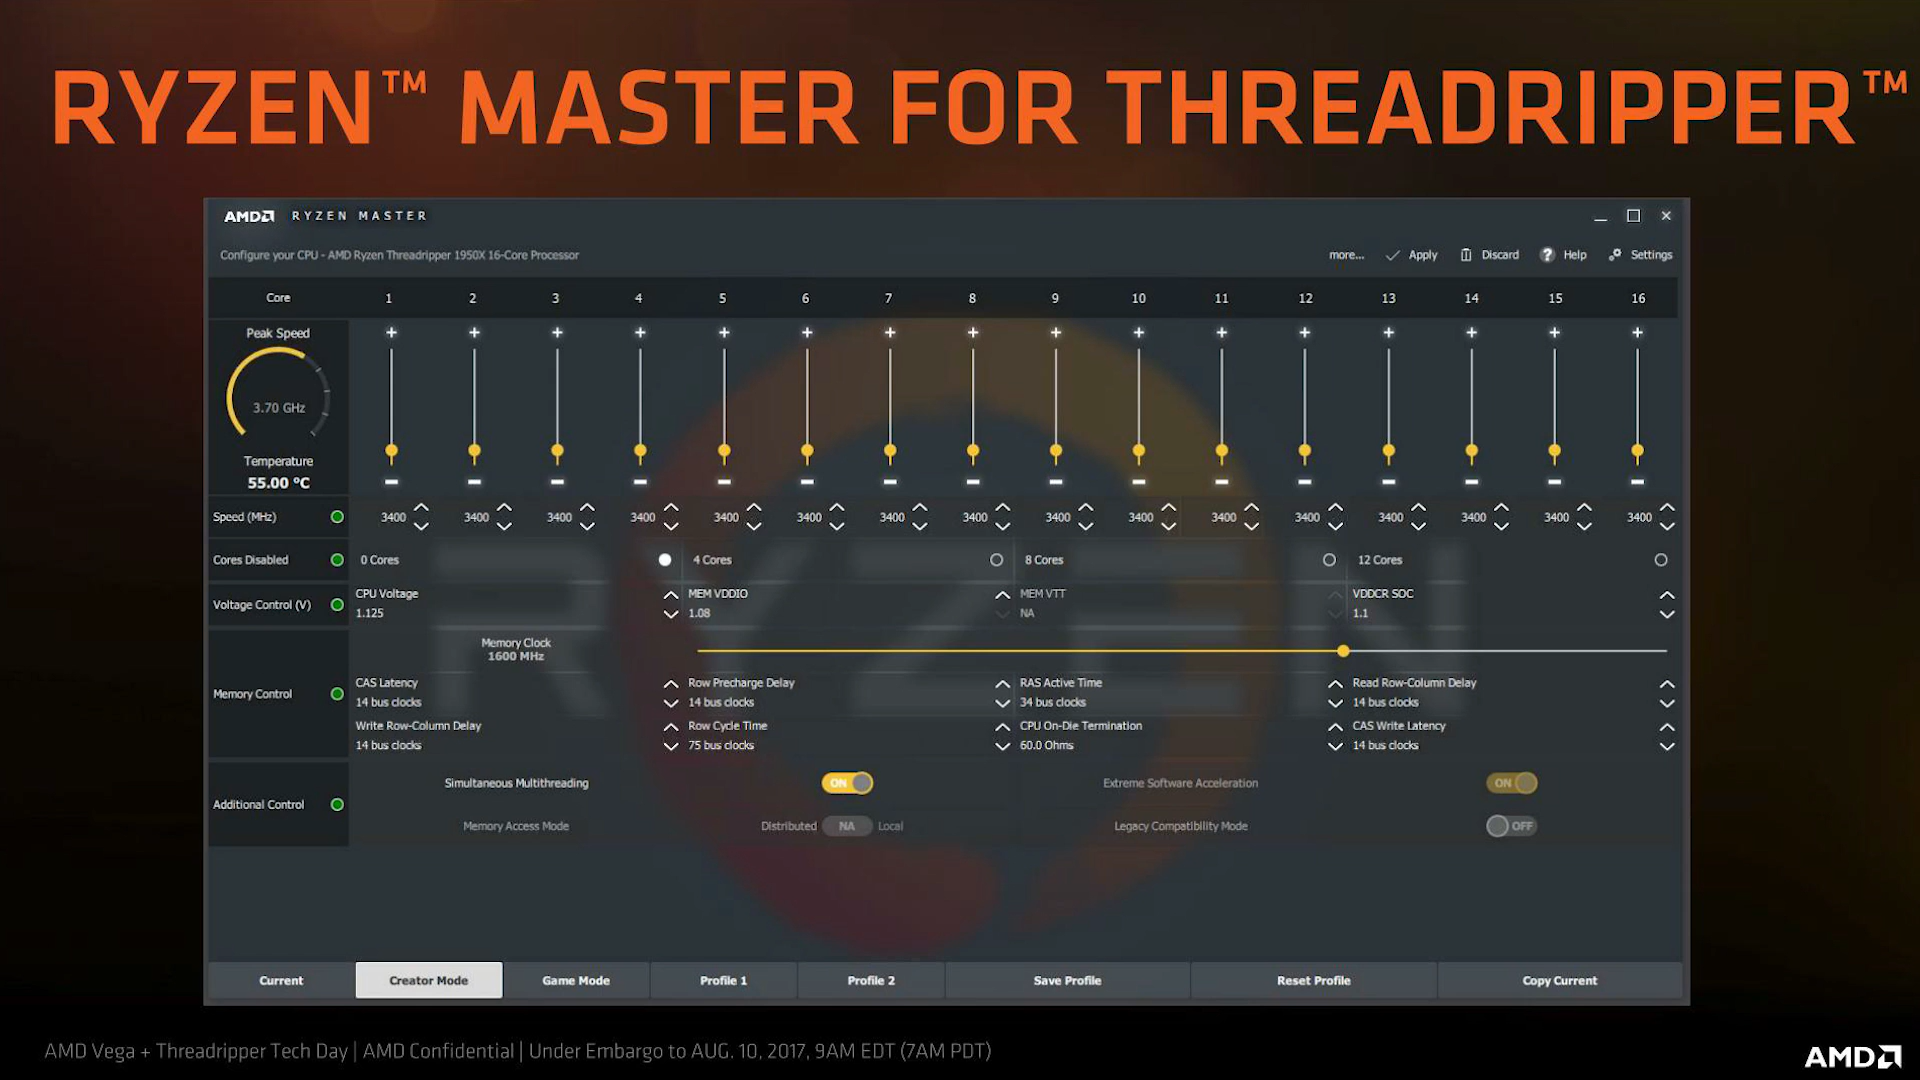 RYZEN™ MASTER FOR THREADRIPPER™
AMD RYZEN MASTER
Configure your CPU - AMD Ryzen Threadripper 1950X 16-Core Processor
more... Apply Discard ? Help Settings
Core 1 2 3 4 5 6 7 8 9 10 11 12 13 14 15 16
Peak Speed
3.70 GHz
Temperature
55.00 °C
Speed (MHz) 3400 3400 3400 3400 3400 3400 3400 3400 3400 3400 3400 3400 3400 3400 3400 3400
Cores Disabled 0 Cores 4 Cores 8 Cores 12 Cores
Voltage Control (V)
CPU Voltage MEM VDDIO MEM VTT VDDCR SOC
1.125 1.08 NA 1.1
RYZEN
Memory Clock
1600 MHz
Memory Control
CAS Latency Row Precharge Delay RAS Active Time Read Row-Column Delay
14 bus clocks 14 bus clocks 34 bus clocks 14 bus clocks
Write Row-Column Delay Row Cycle Time CPU On-Die Termination CAS Write Latency
14 bus clocks 75 bus clocks 60.0 Ohms 14 bus clocks
Additional Control
Simultaneous Multithreading ON Extreme Software Acceleration ON
Memory Access Mode Distributed NA Local Legacy Compatibility Mode OFF
Current Creator Mode Game Mode Profile 1 Profile 2 Save Profile Reset Profile Copy Current
AMD Vega + Threadripper Tech Day | AMD Confidential | Under Embargo to AUG. 10, 2017, 9AM EDT (7AM PDT)
AMD